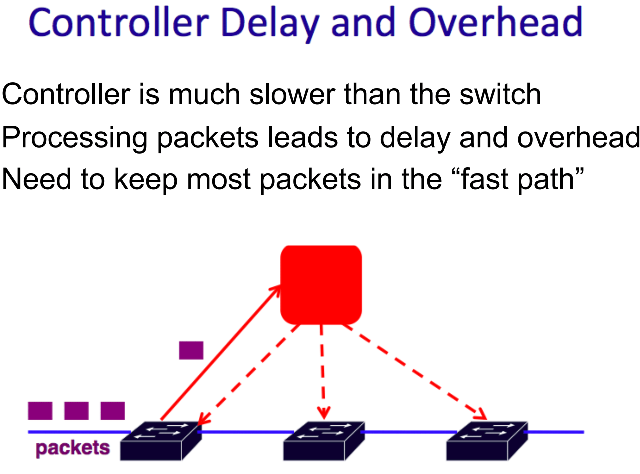 Controller Delay and Overhead
Controller is much slower than the switch
Processing packets leads to delay and overhead
Need to keep most packets in the “fast path”
packets